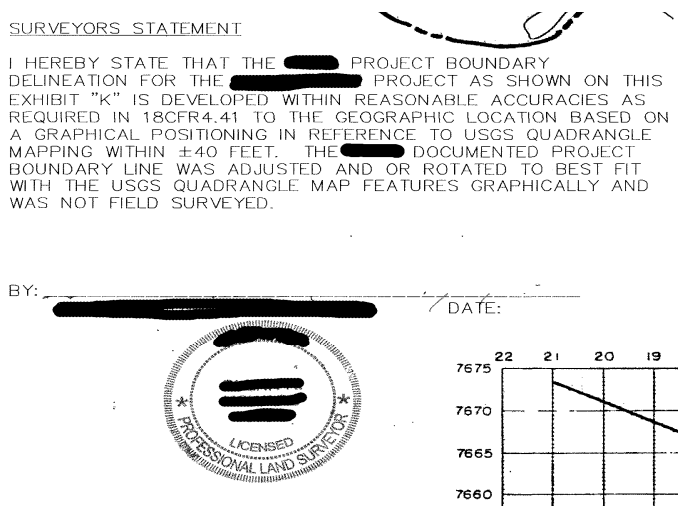 SURVEYORS STATEMENT
I HEREBY STATE THAT THE PROJECT BOUNDARY
DELINEATION FOR THE PROJECT AS SHOWN ON THIS
EXHIBIT "K" IS DEVELOPED WITHIN REASONABLE ACCURACIES AS
REQUIRED IN 18CFR4.41 TO THE GEOGRAPHIC LOCATION BASED ON
A GRAPHICAL POSITIONING IN REFERENCE TO USGS QUADRANGLE
MAPPING WITHIN ±40 FEET. THE DOCUMENTED PROJECT
BOUNDARY LINE WAS ADJUSTED AND OR ROTATED TO BEST FIT
WITH THE USGS QUADRANGLE MAP FEATURES GRAPHICALLY AND
WAS NOT FIELD SURVEYED.
BY:
DATE:
LICENSED
PROFESSIONAL LAND SURVEYOR
22 21 20 19
7675
7670
7665
7660